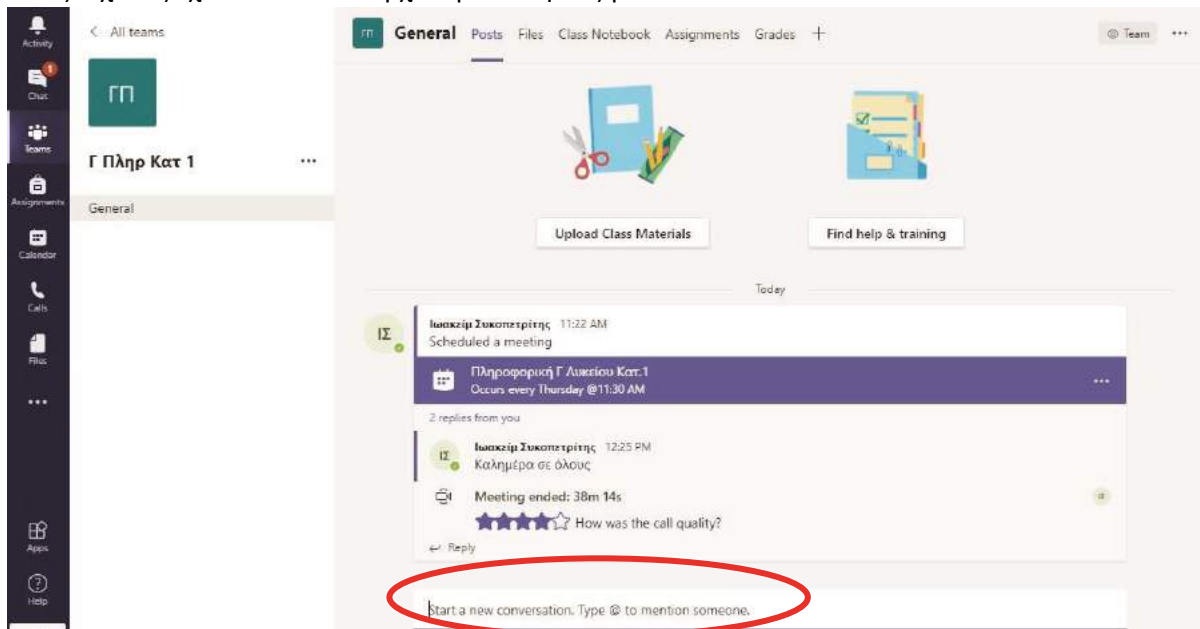 Activity
Chat
1
Teams
Assignments
Calendar
Calls
Files
Apps
Help
All teams
ΓΠ
Γ Πληρ Κατ 1
General
ΓΠ General Posts Files Class Notebook Assignments Grades + Team
Upload Class Materials Find help & training
Today
ΙΣ
Ιωακείμ Συκοπετρίτης 11:22 AM
Scheduled a meeting
Πληροφορική Γ Λυκείου Κατ.1
Occurs every Thursday @11:30 AM
2 replies from you
ΙΣ
Ιωακείμ Συκοπετρίτης 12:25 PM
Καλημέρα σε όλους
Meeting ended: 38m 14s
How was the call quality?
Reply
Start a new conversation. Type @ to mention someone.